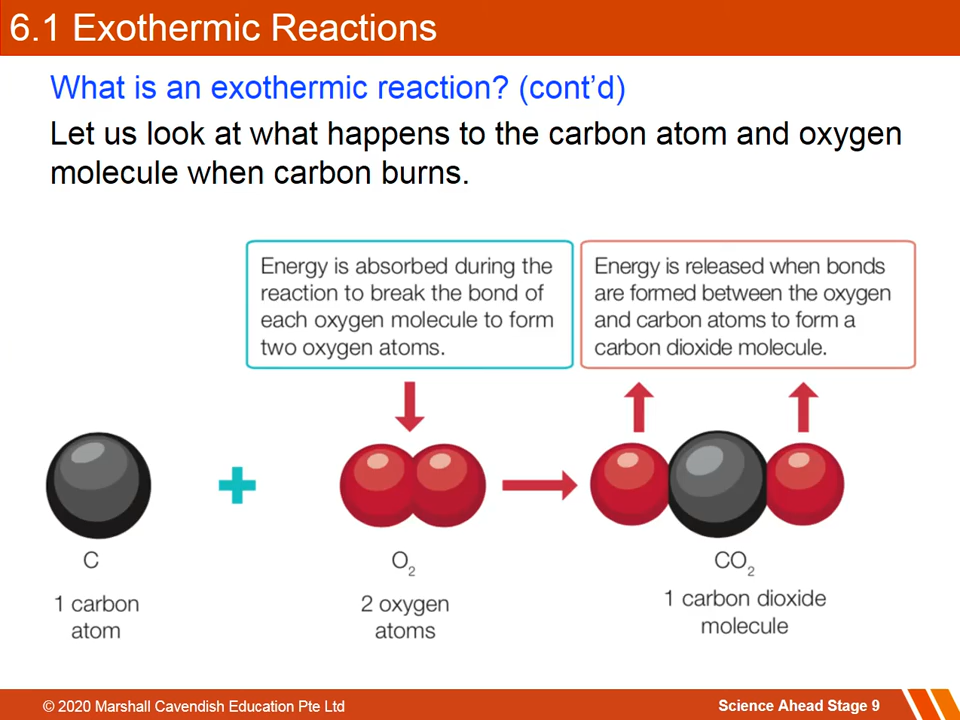 6.1 Exothermic Reactions
What is an exothermic reaction? (cont’d)
Let us look at what happens to the carbon atom and oxygen
molecule when carbon burns.
Energy is absorbed during the
reaction to break the bond of
each oxygen molecule to form
two oxygen atoms.
Energy is released when bonds
are formed between the oxygen
and carbon atoms to form a
carbon dioxide molecule.
C
1 carbon
atom
O₂
2 oxygen
atoms
CO₂
1 carbon dioxide
molecule
© 2020 Marshall Cavendish Education Pte Ltd
Science Ahead Stage 9